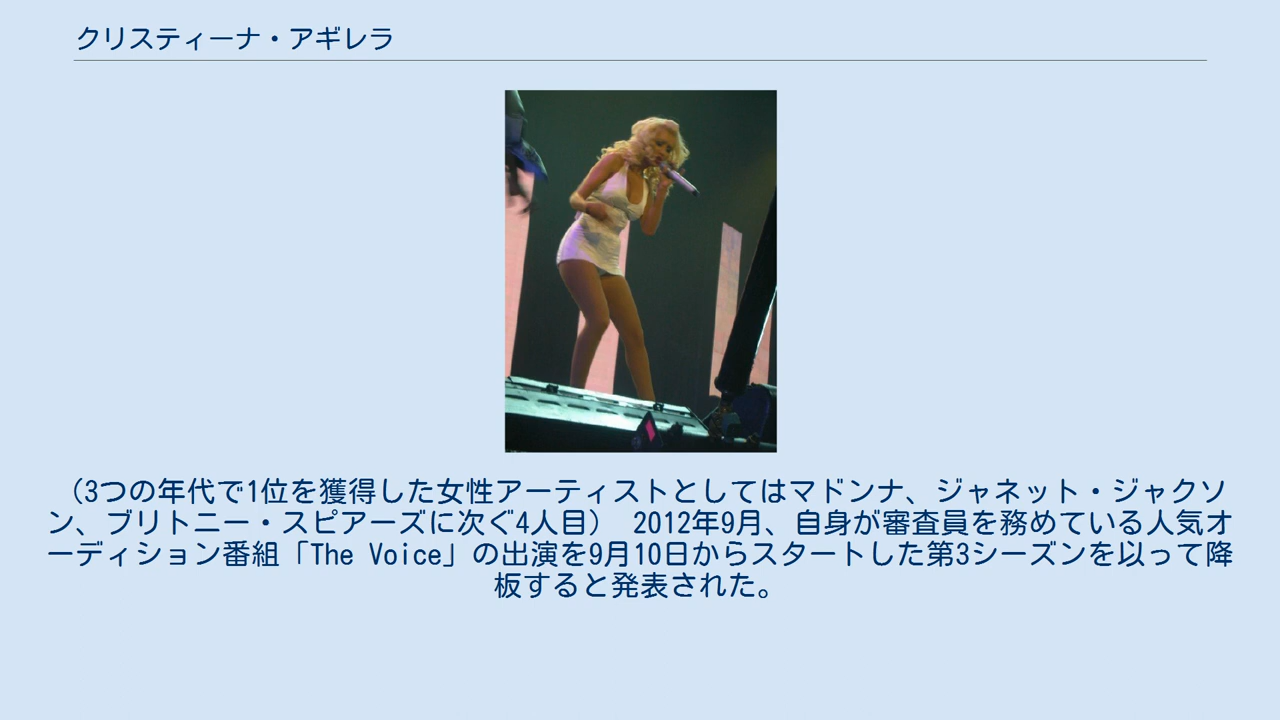 クリスティーナ・アギレラ
（3つの年代で1位を獲得した女性アーティストとしてはマドンナ、ジャネット・ジャクソ
ン、ブリトニー・スピアーズに次ぐ4人目） 2012年9月、自身が審査員を務めている人気オ
ーディション番組「The Voice」の出演を9月10日からスタートした第3シーズンを以って降
板すると発表された。